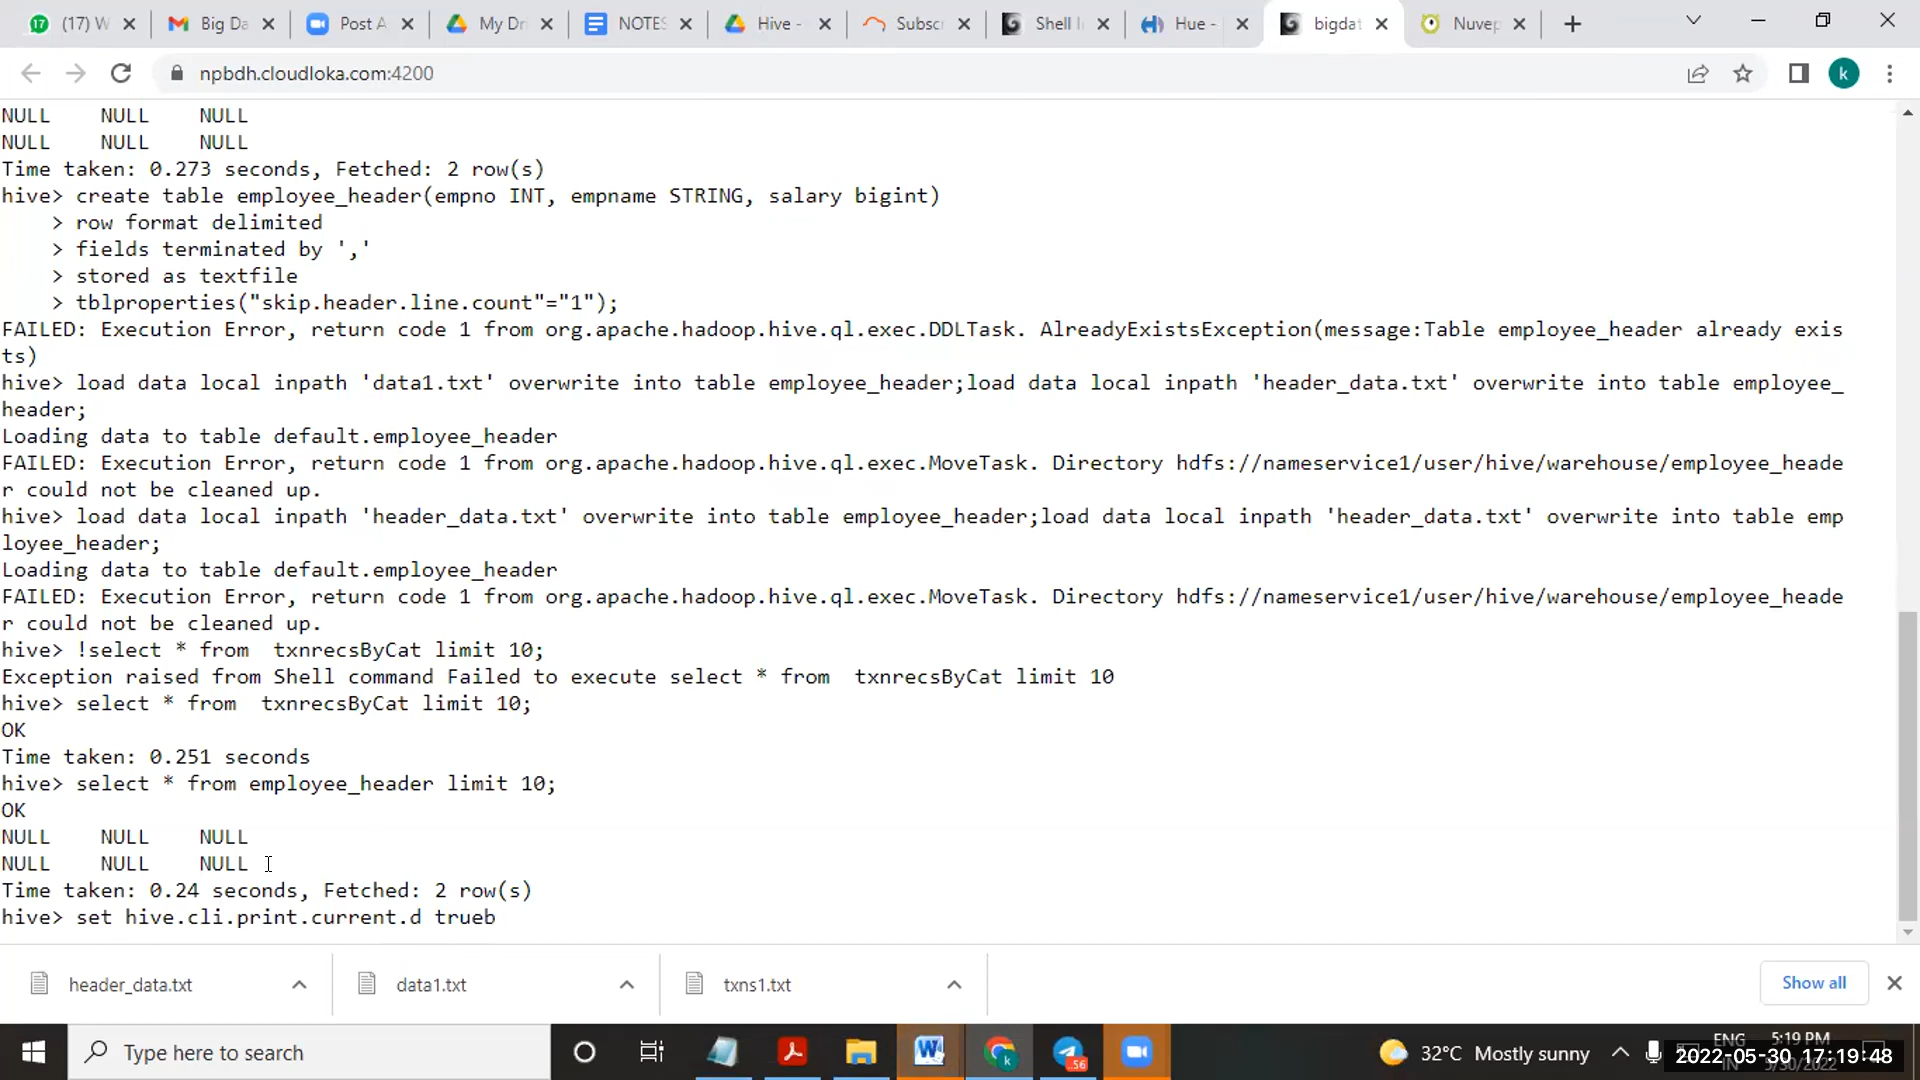 (17) W
Big Da
Post A
My Dri
NOTES
Hive -
Subscr
Shell I
Hue -
bigdat
Nuvep
npbdh.cloudloka.com:4200
k
NULL NULL NULL
NULL NULL NULL
Time taken: 0.273 seconds, Fetched: 2 row(s)
hive> create table employee_header(empno INT, empname STRING, salary bigint)
> row format delimited
> fields terminated by ','
> stored as textfile
> tblproperties("skip.header.line.count"="1");
FAILED: Execution Error, return code 1 from org.apache.hadoop.hive.ql.exec.DDLTask. AlreadyExistsException(message:Table employee_header already exis
ts)
hive> load data local inpath 'data1.txt' overwrite into table employee_header;load data local inpath 'header_data.txt' overwrite into table employee_
header;
Loading data to table default.employee_header
FAILED: Execution Error, return code 1 from org.apache.hadoop.hive.ql.exec.MoveTask. Directory hdfs://nameservice1/user/hive/warehouse/employee_heade
r could not be cleaned up.
hive> load data local inpath 'header_data.txt' overwrite into table employee_header;load data local inpath 'header_data.txt' overwrite into table emp
loyee_header;
Loading data to table default.employee_header
FAILED: Execution Error, return code 1 from org.apache.hadoop.hive.ql.exec.MoveTask. Directory hdfs://nameservice1/user/hive/warehouse/employee_heade
r could not be cleaned up.
hive> !select * from  txnrecsByCat limit 10;
Exception raised from Shell command Failed to execute select * from  txnrecsByCat limit 10
hive> select * from  txnrecsByCat limit 10;
OK
Time taken: 0.251 seconds
hive> select * from employee_header limit 10;
OK
NULL NULL NULL
NULL NULL NULL
Time taken: 0.24 seconds, Fetched: 2 row(s)
hive> set hive.cli.print.current.d trueb
header_data.txt
data1.txt
txns1.txt
Show all
Type here to search
56
32°C Mostly sunny
ENG
5:19 PM
2022-05-30 17:19:48